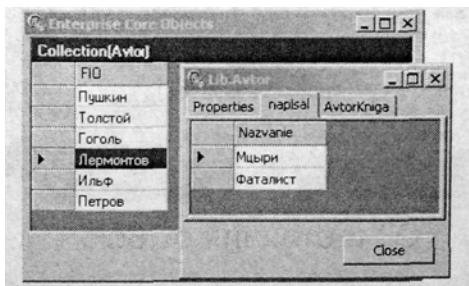 Enterprise Core Objects
Collection(Avtor)
FIO
Пушкин
Толстой
Гоголь
Лермонтов
Ильф
Петров
Lib.Avtor
Properties
napisal
AvtorKniga
Nazvanie
Мцыри
Фаталист
Close